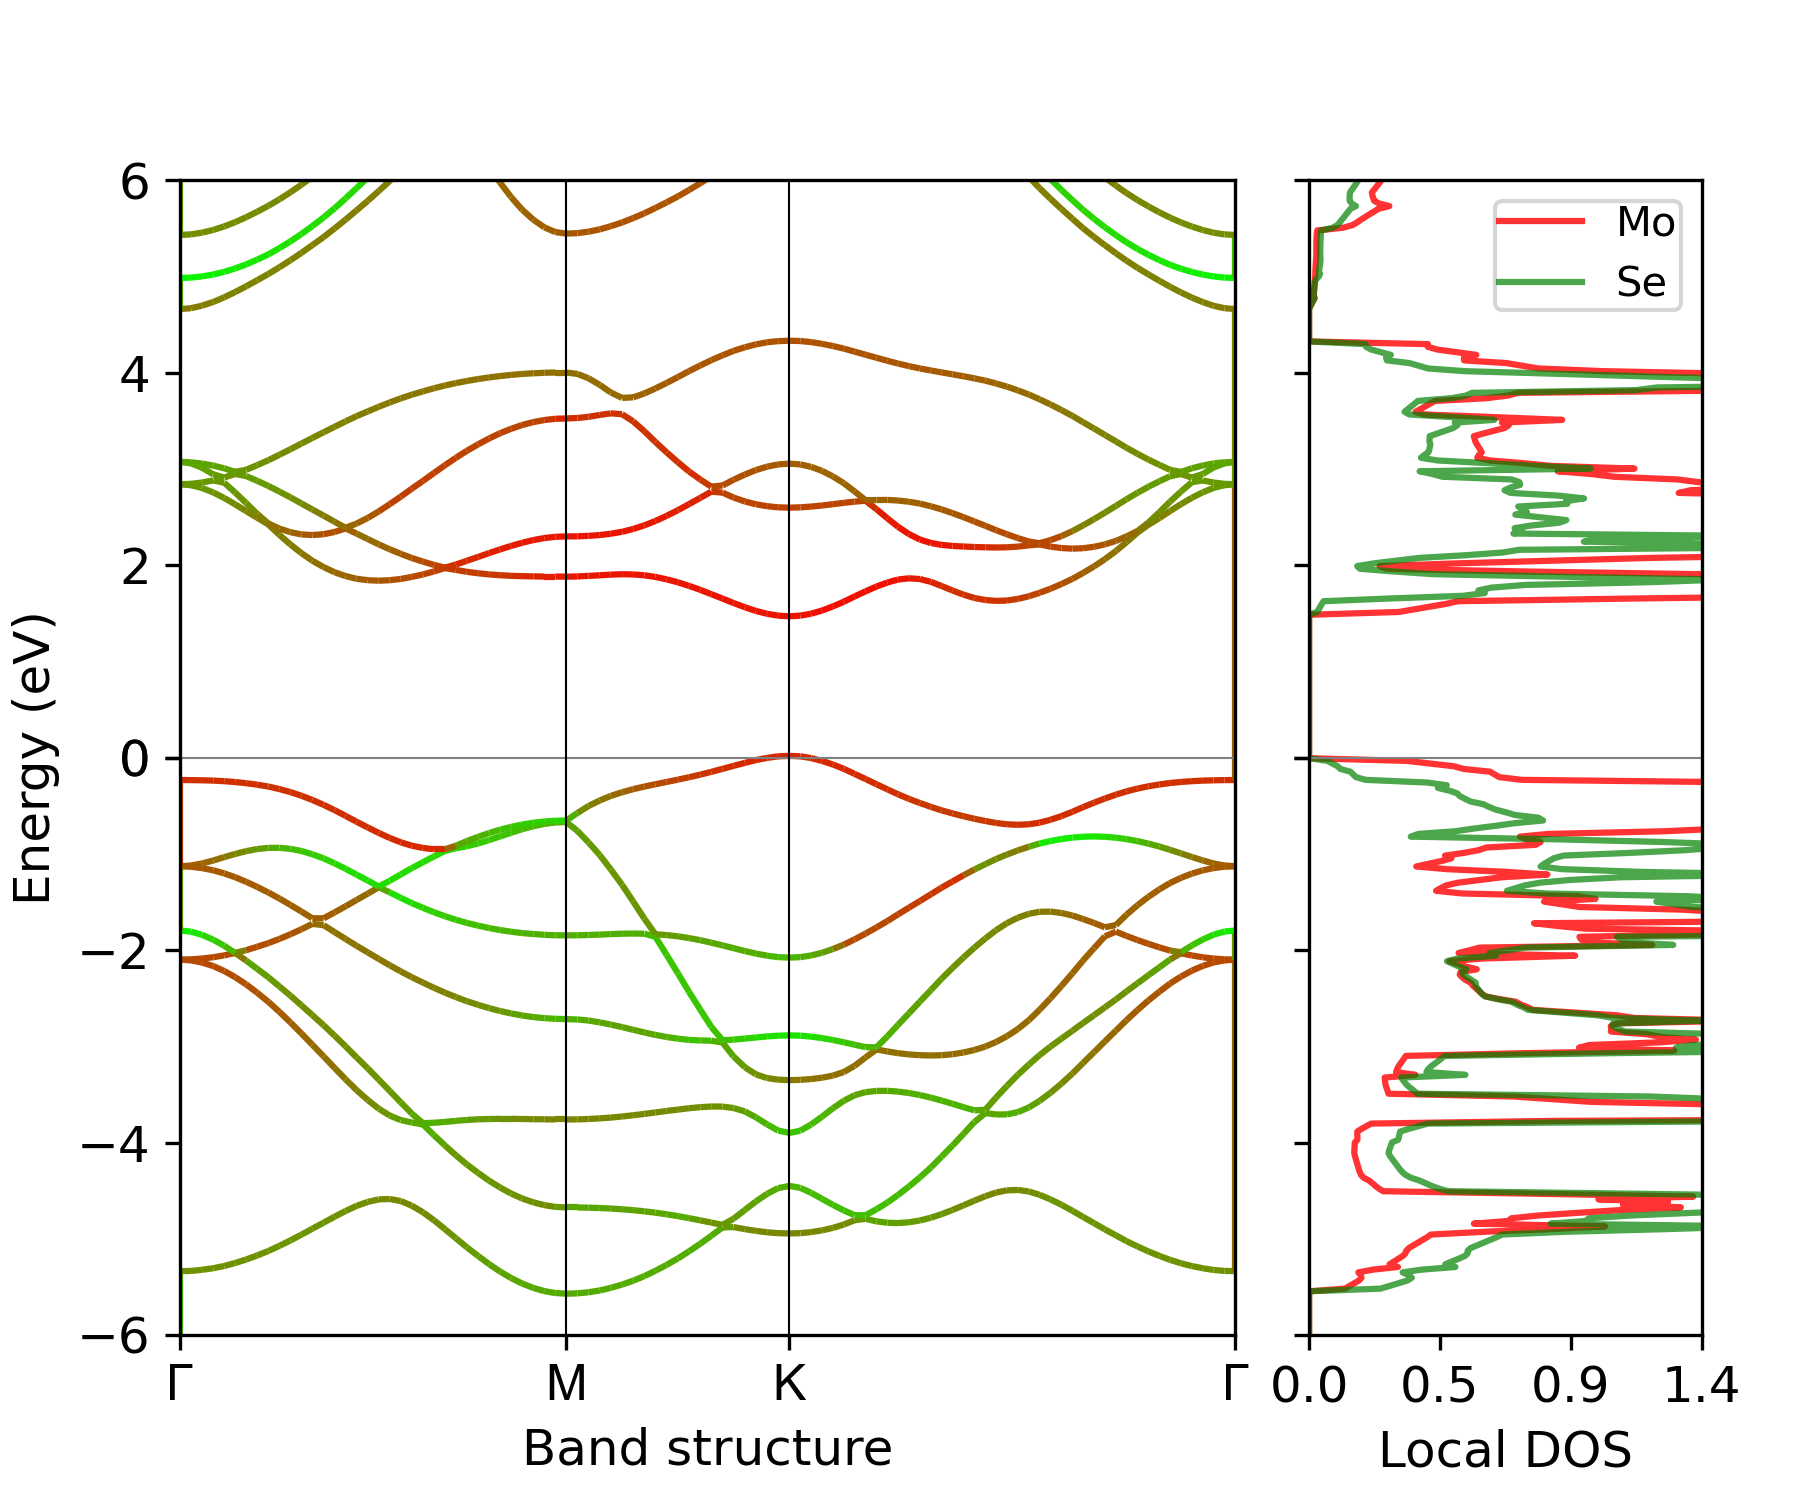 6
4
2
0
−2
−4
−6
Energy (eV)
Γ
M
K
Γ
Band structure
Mo
Se
0.0
0.5
0.9
1.4
Local DOS